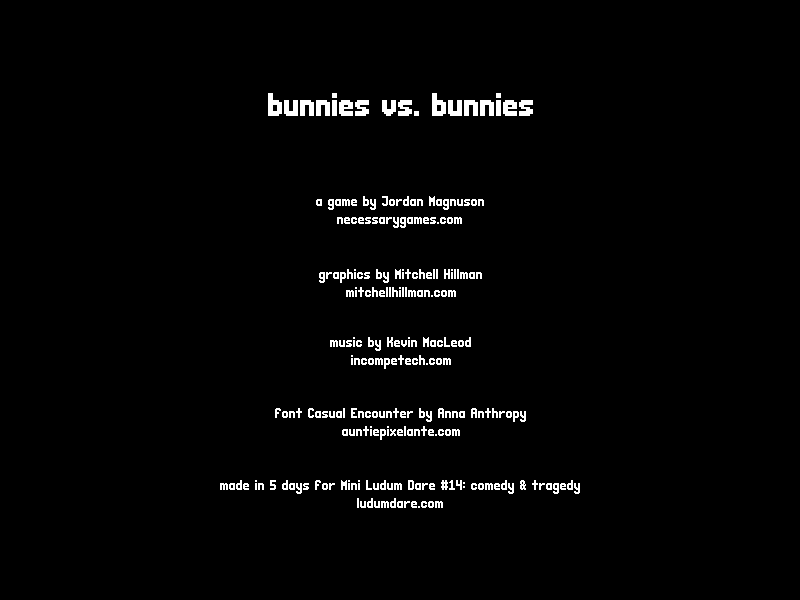 bunnies vs. bunnies
a game by Jordan Magnuson
necessarygames.com
graphics by Mitchell Hillman
mitchellhillman.com
music by Kevin MacLeod
incompetech.com
font Casual Encounter by Anna Anthropy
auntiepixelante.com
made in 5 days for Mini Ludum Dare #14: comedy & tragedy
ludumdare.com